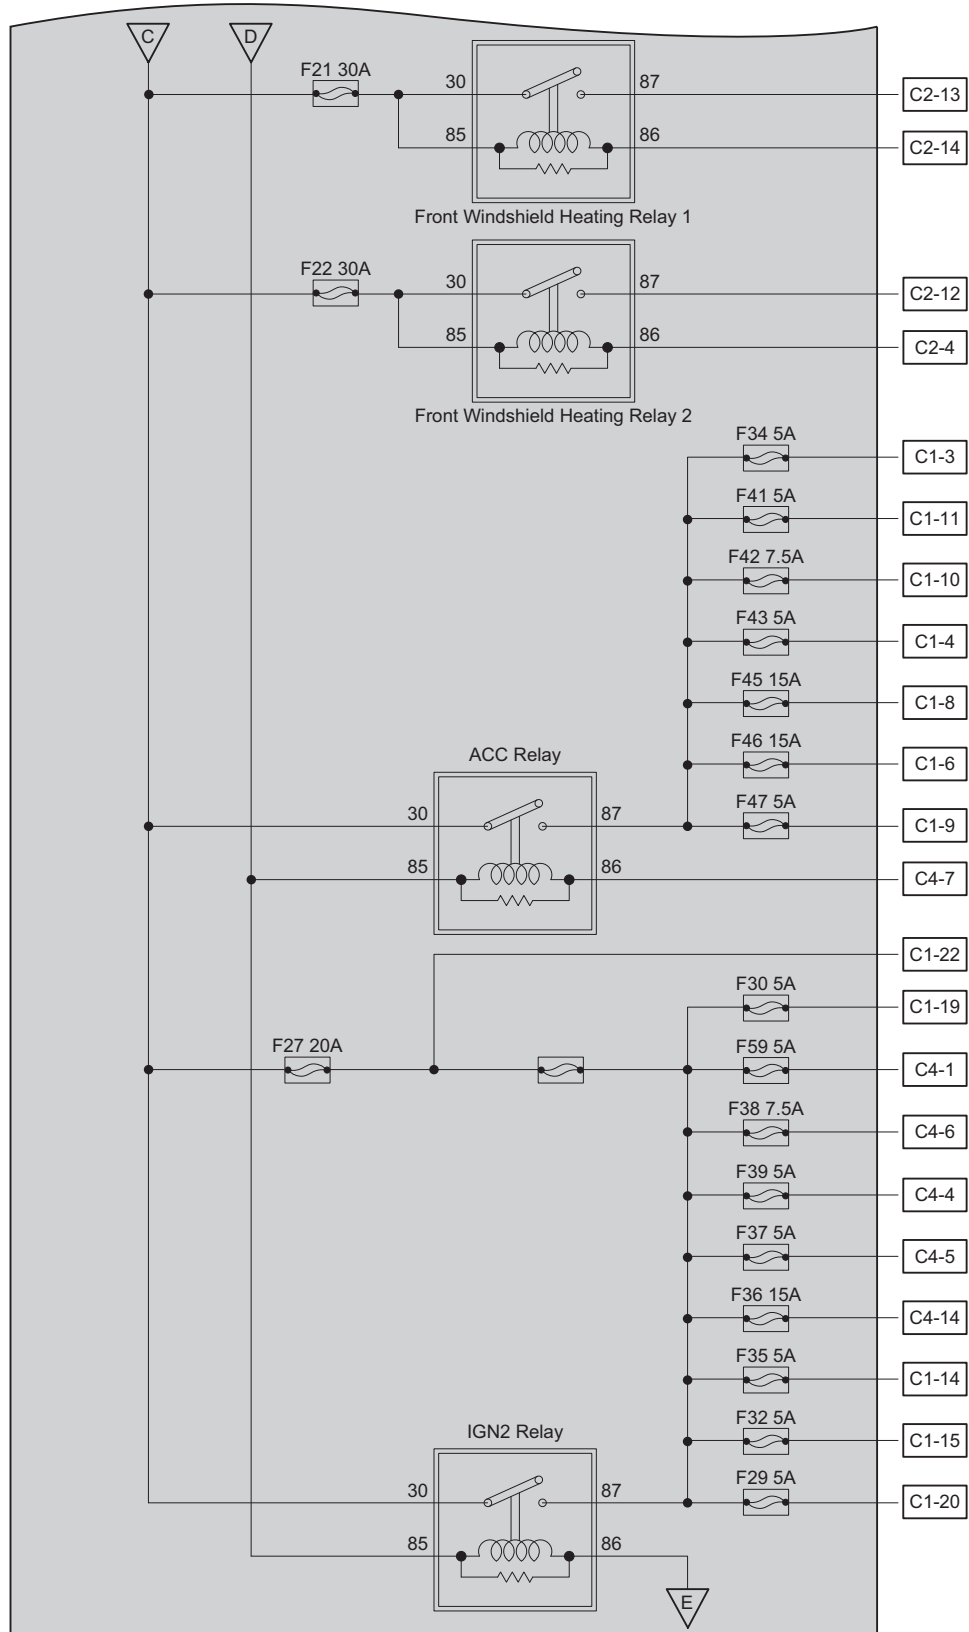 C
D
F21 30A
30
87
C2-13
85
86
C2-14
Front Windshield Heating Relay 1
F22 30A
30
87
C2-12
85
86
C2-4
Front Windshield Heating Relay 2
F34 5A
C1-3
F41 5A
C1-11
F42 7.5A
C1-10
F43 5A
C1-4
F45 15A
C1-8
F46 15A
C1-6
ACC Relay
30
87
F47 5A
C1-9
85
86
C4-7
C1-22
F30 5A
C1-19
F27 20A
F59 5A
C4-1
F38 7.5A
C4-6
F39 5A
C4-4
F37 5A
C4-5
F36 15A
C4-14
F35 5A
C1-14
F32 5A
C1-15
IGN2 Relay
30
87
F29 5A
C1-20
85
86
E